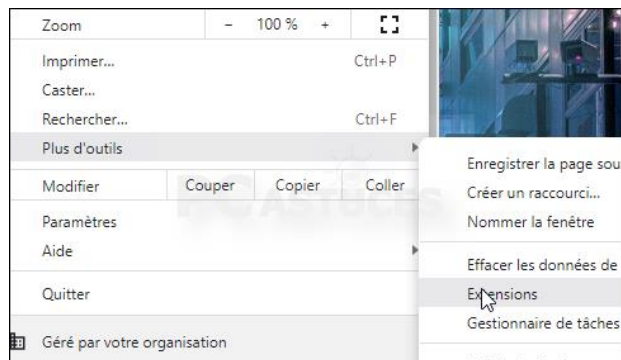 Zoom - 100 % +
Imprimer... Ctrl+P
Caster...
Rechercher... Ctrl+F
Plus d'outils
Modifier Couper Copier Coller
Paramètres
Aide
Quitter
Géré par votre organisation
Enregistrer la page sou
Créer un raccourci...
Nommer la fenêtre
Effacer les données de
Extensions
Gestionnaire de tâches
PC ASTUCES